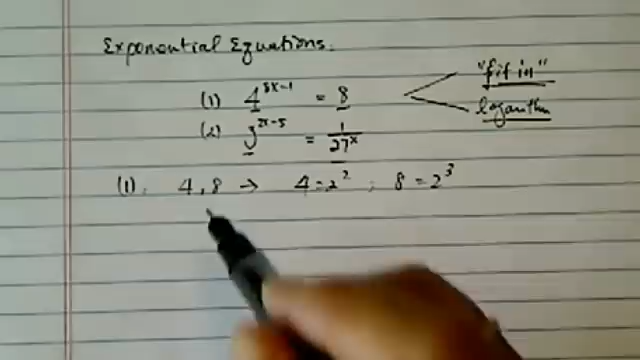 Exponential Equations.
(1) 4^(3x-1) = 8 "fit in"
(2) 3^(2x-5) = 1/27^x logarithm
(1). 4, 8 → 4 = 2^2 ; 8 = 2^3